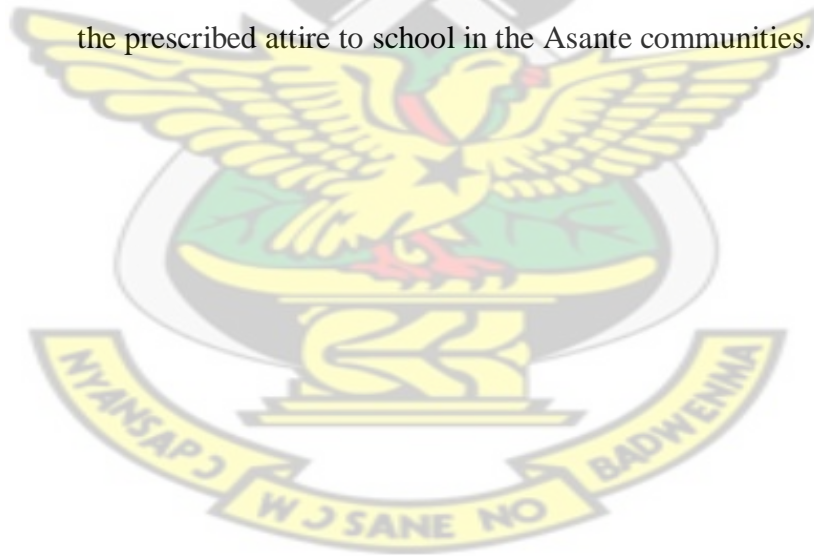 the prescribed attire to school in the Asante communities.
NYANSAPƆ WƆSANE NO BADWENMA